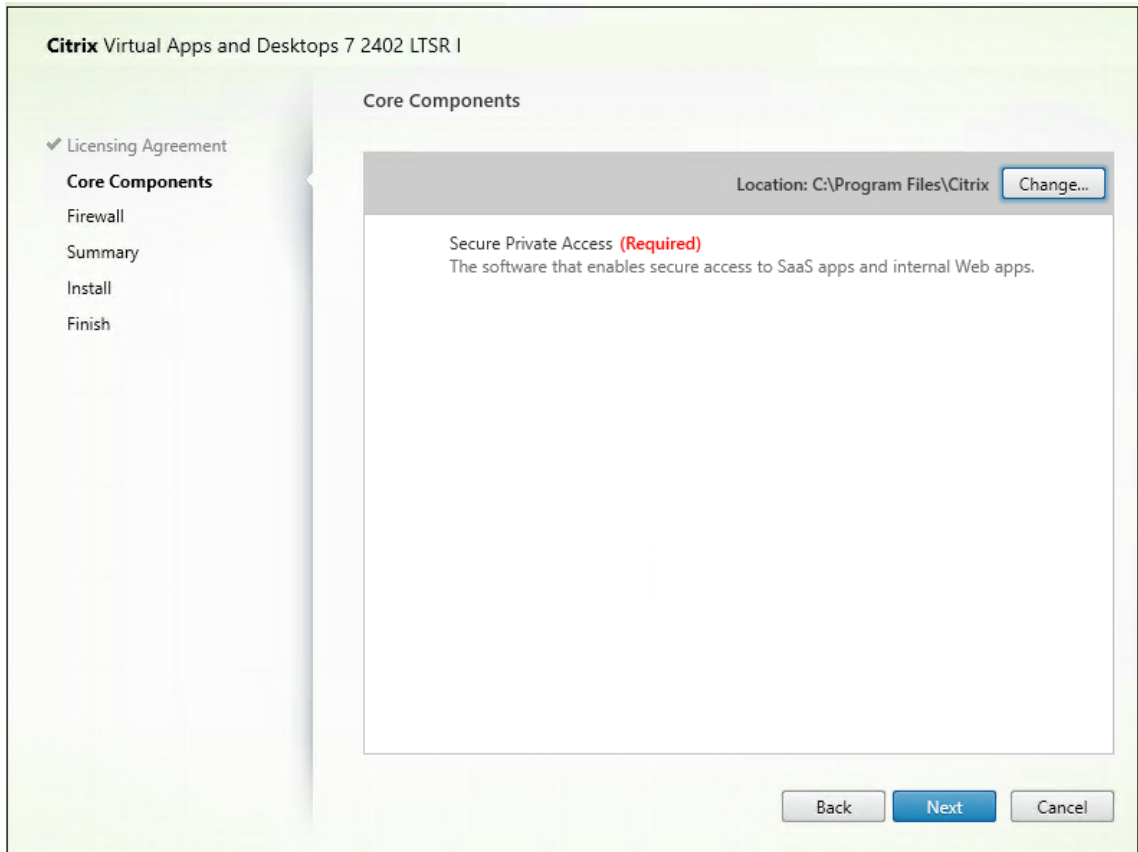 Citrix Virtual Apps and Desktops 7 2402 LTSR I
Core Components
✔ Licensing Agreement
Core Components
Firewall
Summary
Install
Finish
Location: C:\Program Files\Citrix
Change...
Secure Private Access (Required)
The software that enables secure access to SaaS apps and internal Web apps.
Back
Next
Cancel